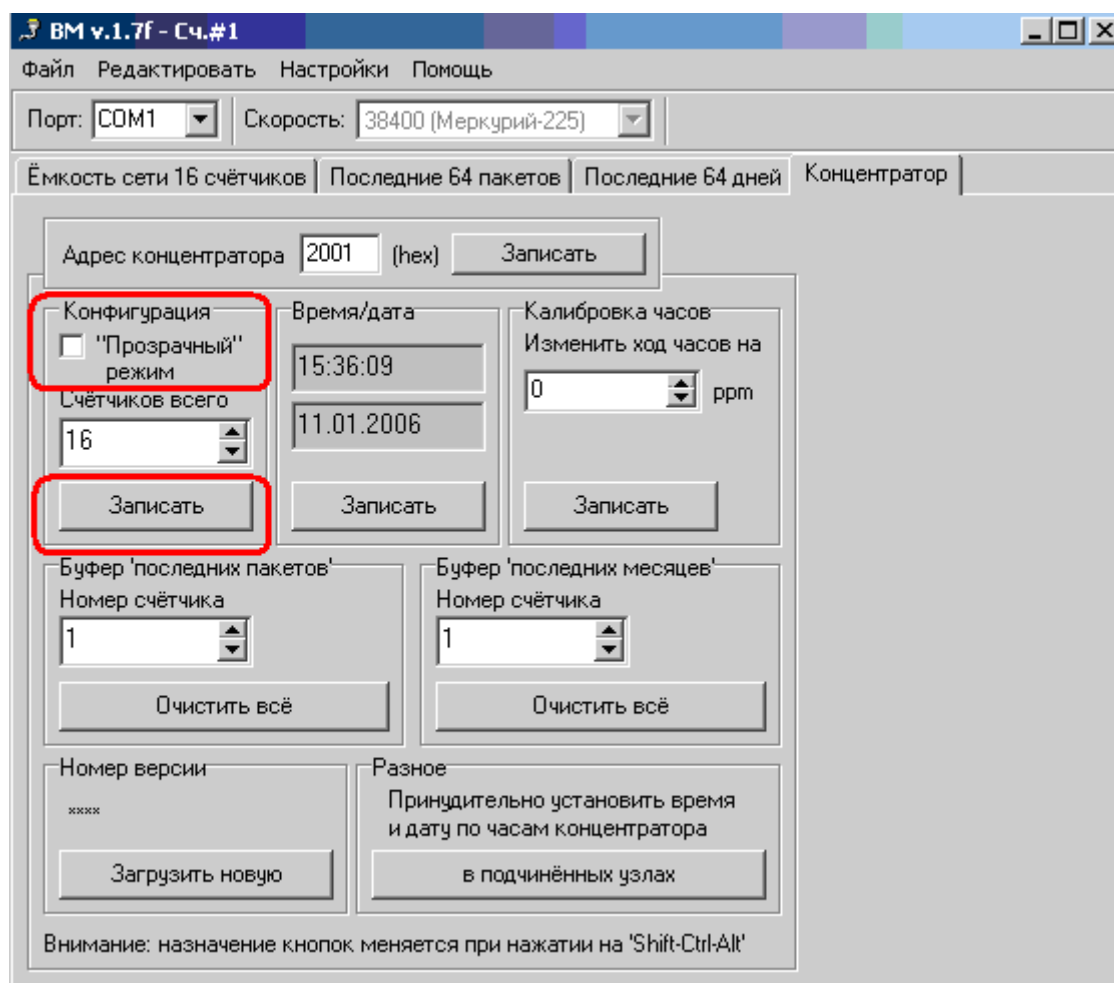 BM v.1.7f - Сч.#1
Файл Редактировать Настройки Помощь
Порт: COM1 Скорость: 38400 (Меркурий-225)
Ёмкость сети 16 счётчиков Последние 64 пакетов Последние 64 дней Концентратор
Адрес концентратора 2001 (hex) Записать
Конфигурация Время/дата Калибровка часов
"Прозрачный" режим
Изменить ход часов на
15:36:09
0 ppm
Счётчиков всего
11.01.2006
16
Записать Записать Записать
Буфер 'последних пакетов' Буфер 'последних месяцев'
Номер счётчика Номер счётчика
1 1
Очистить всё Очистить всё
Номер версии Разное
xxxx
Принудительно установить время
и дату по часам концентратора
Загрузить новую в подчинённых узлах
Внимание: назначение кнопок меняется при нажатии на 'Shift-Ctrl-Alt'